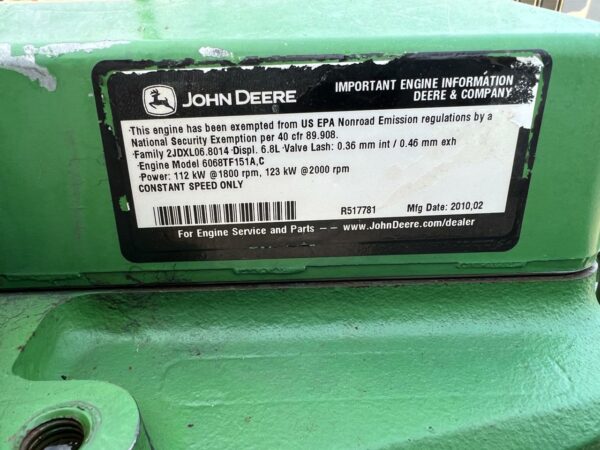 JOHN DEERE
IMPORTANT ENGINE INFORMATION
DEERE & COMPANY
·This engine has been exempted from US EPA Nonroad Emission regulations by a
National Security Exemption per 40 cfr 89.908.
·Family 2JDXL06.8014 ·Displ. 6.8L ·Valve Lash: 0.36 mm int / 0.46 mm exh
·Engine Model 6068TF151A,C
·Power: 112 kW @1800 rpm, 123 kW @2000 rpm
CONSTANT SPEED ONLY
R517781
Mfg Date: 2010,02
For Engine Service and Parts –– www.JohnDeere.com/dealer